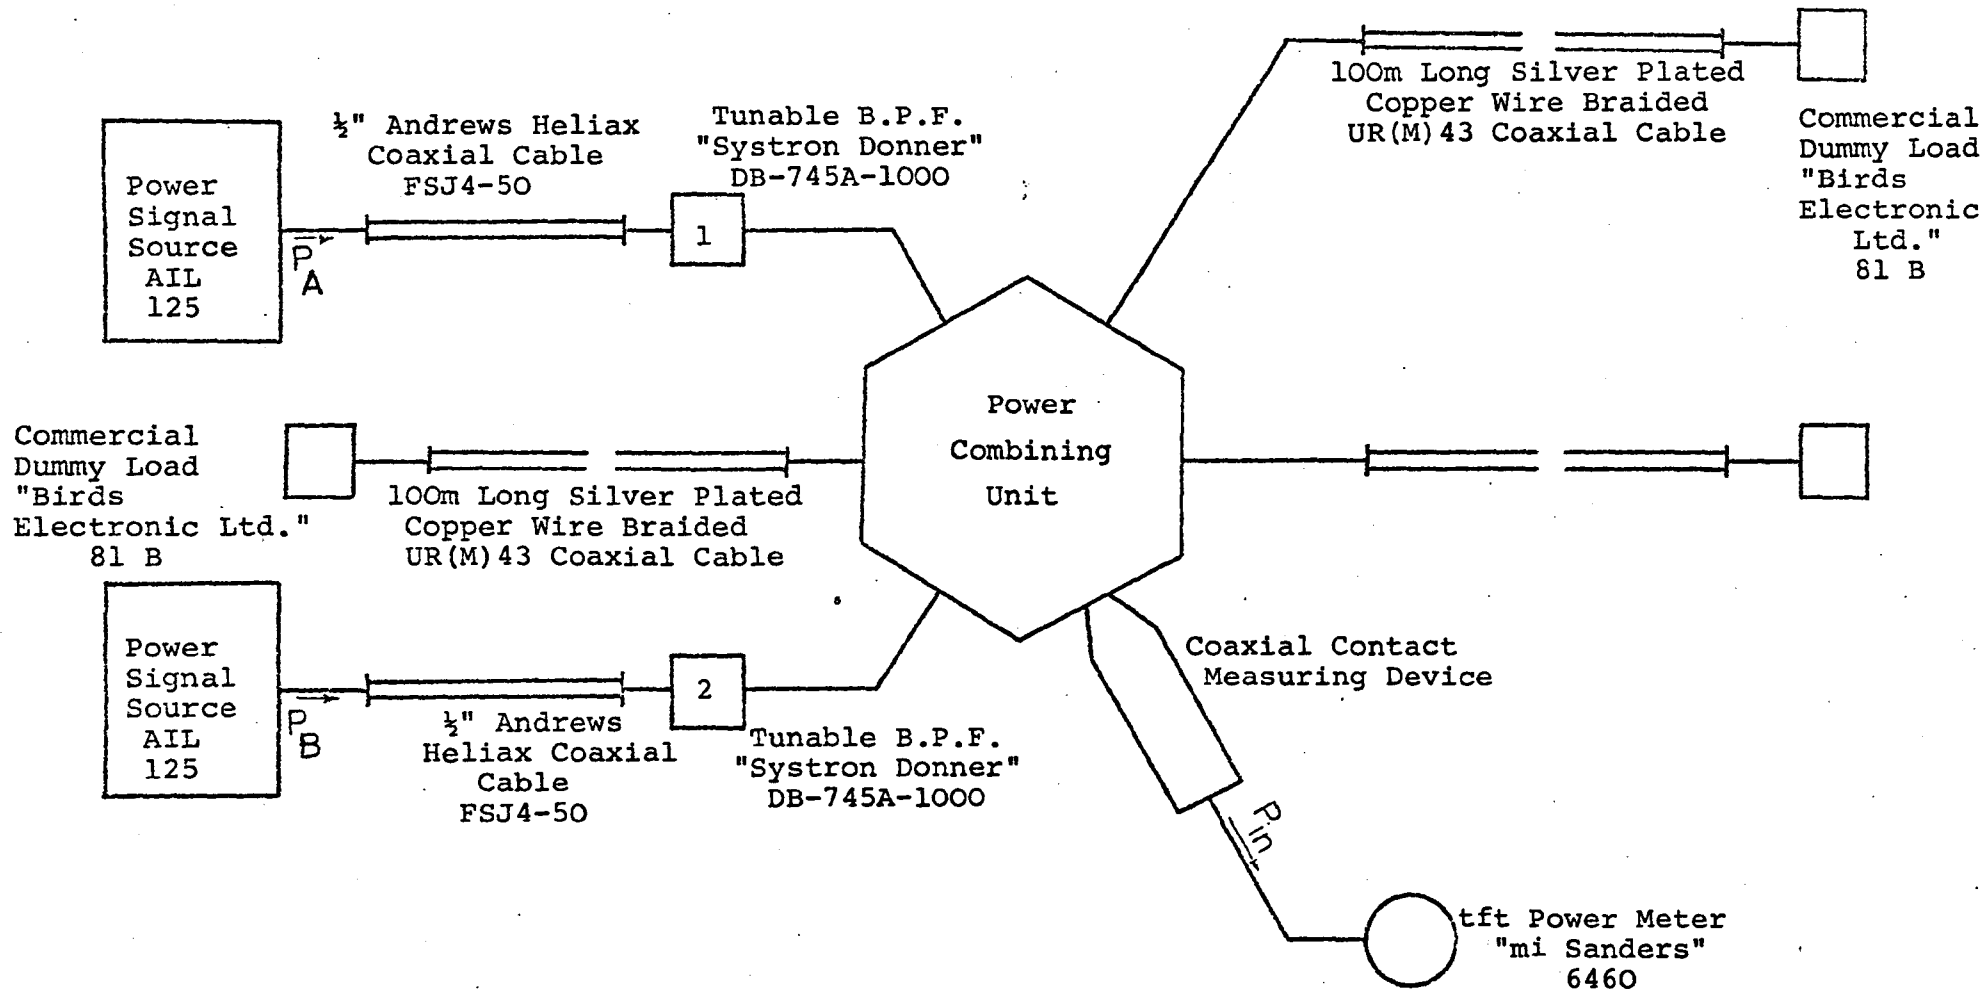 100m Long Silver Plated
Copper Wire Braided
UR(M)43 Coaxial Cable
Commercial
Dummy Load
"Birds
Electronic
Ltd."
81 B
½" Andrews Heliax
Coaxial Cable
FSJ4-50
Tunable B.P.F.
"Systron Donner"
DB-745A-1000
Power
Signal
Source
AIL
125
PA
1
Power
Combining
Unit
Commercial
Dummy Load
"Birds
Electronic Ltd."
81 B
100m Long Silver Plated
Copper Wire Braided
UR(M)43 Coaxial Cable
Power
Signal
Source
AIL
125
PB
2
½" Andrews
Heliax Coaxial
Cable
FSJ4-50
Tunable B.P.F.
"Systron Donner"
DB-745A-1000
Coaxial Contact
Measuring Device
Pin
tft Power Meter
"mi Sanders"
6460